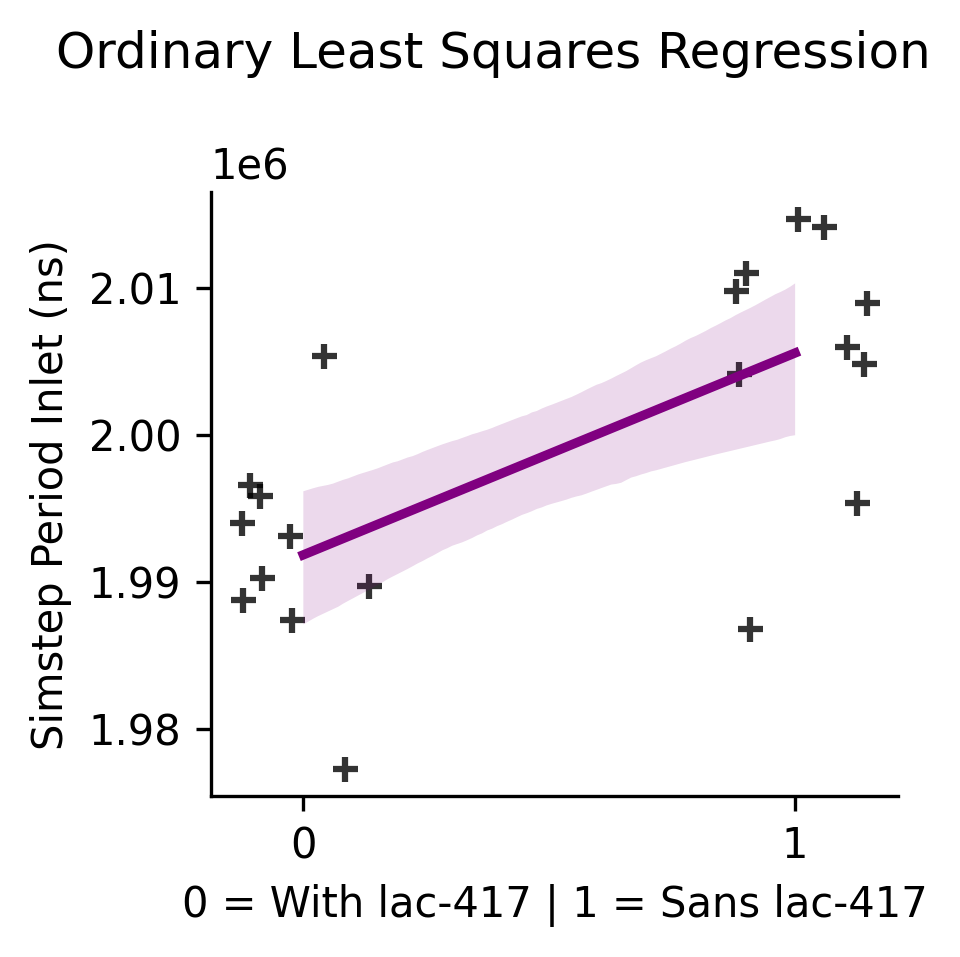 Ordinary Least Squares Regression
1e6
2.01
2.00
1.99
1.98
Simstep Period Inlet (ns)
0 1
0 = With lac-417 | 1 = Sans lac-417